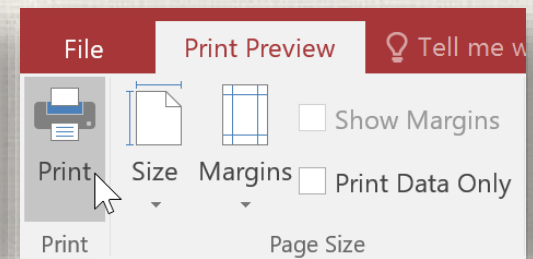 File Print Preview Tell me w
Show Margins
Print Size Margins Print Data Only
Print Page Size